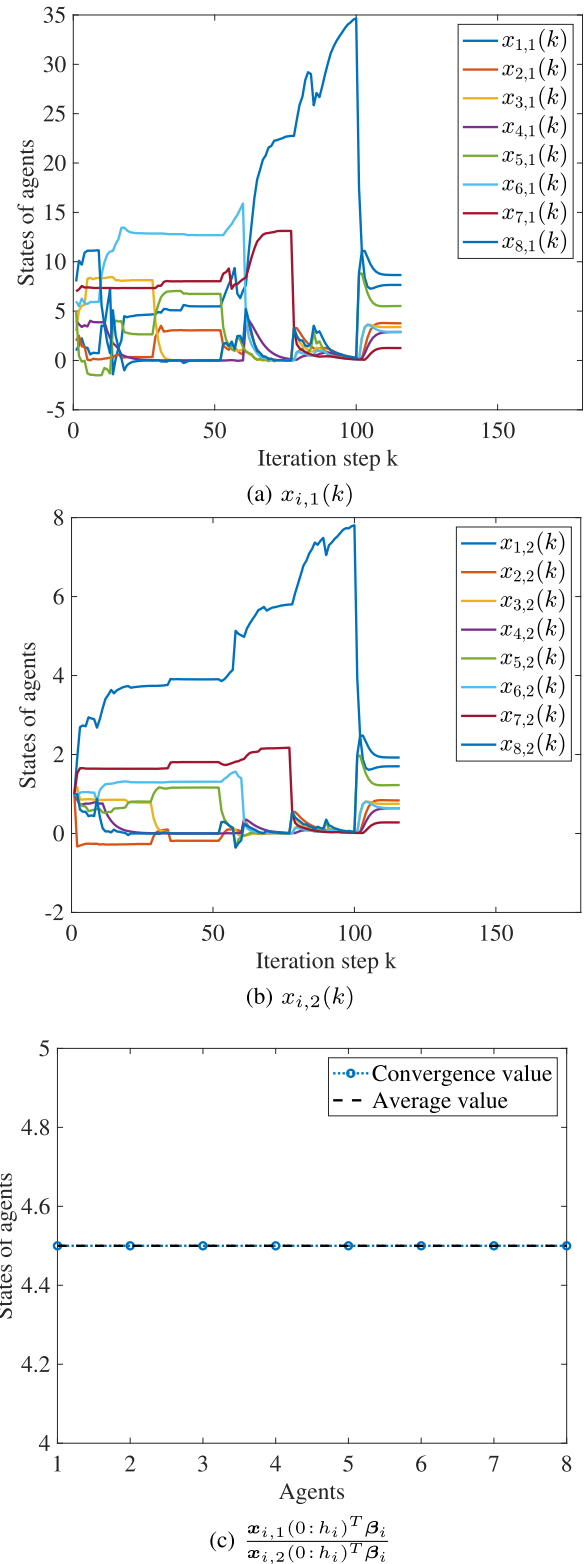 35
30
25
20
15
10
5
0
-5
0 50 100 150
States of agents
Iteration step k
x_{1,1}(k)
x_{2,1}(k)
x_{3,1}(k)
x_{4,1}(k)
x_{5,1}(k)
x_{6,1}(k)
x_{7,1}(k)
x_{8,1}(k)
(a) x_{i,1}(k)
8
6
4
2
0
-2
0 50 100 150
States of agents
Iteration step k
x_{1,2}(k)
x_{2,2}(k)
x_{3,2}(k)
x_{4,2}(k)
x_{5,2}(k)
x_{6,2}(k)
x_{7,2}(k)
x_{8,2}(k)
(b) x_{i,2}(k)
5
4.8
4.6
4.4
4.2
4
1 2 3 4 5 6 7 8
States of agents
Agents
Convergence value
Average value
(c) \frac{x_{i,1}(0:h_i)^T β_i}{x_{i,2}(0:h_i)^T β_i}